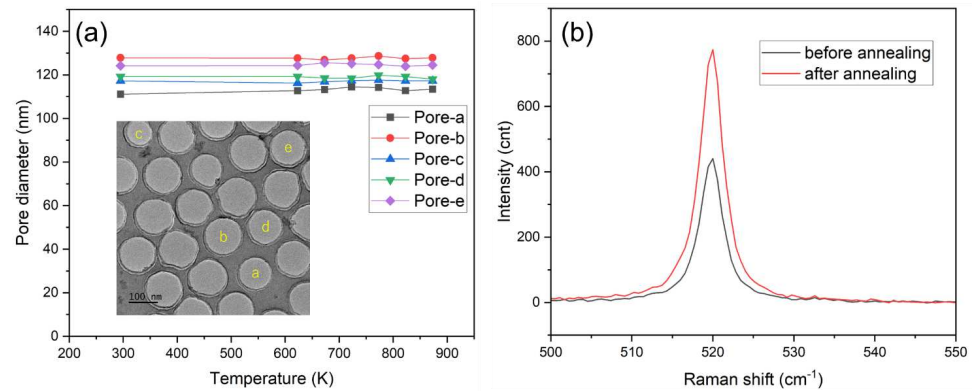 (a)
140
120
100
80
60
40
20
0
Pore diameter (nm)
200 300 400 500 600 700 800 900
Temperature (K)
Pore-a
Pore-b
Pore-c
Pore-d
Pore-e
c
e
d
b
a
100 nm
(b)
before annealing
after annealing
800
600
400
200
0
Intensity (cnt)
500 510 520 530 540 550
Raman shift (cm⁻¹)